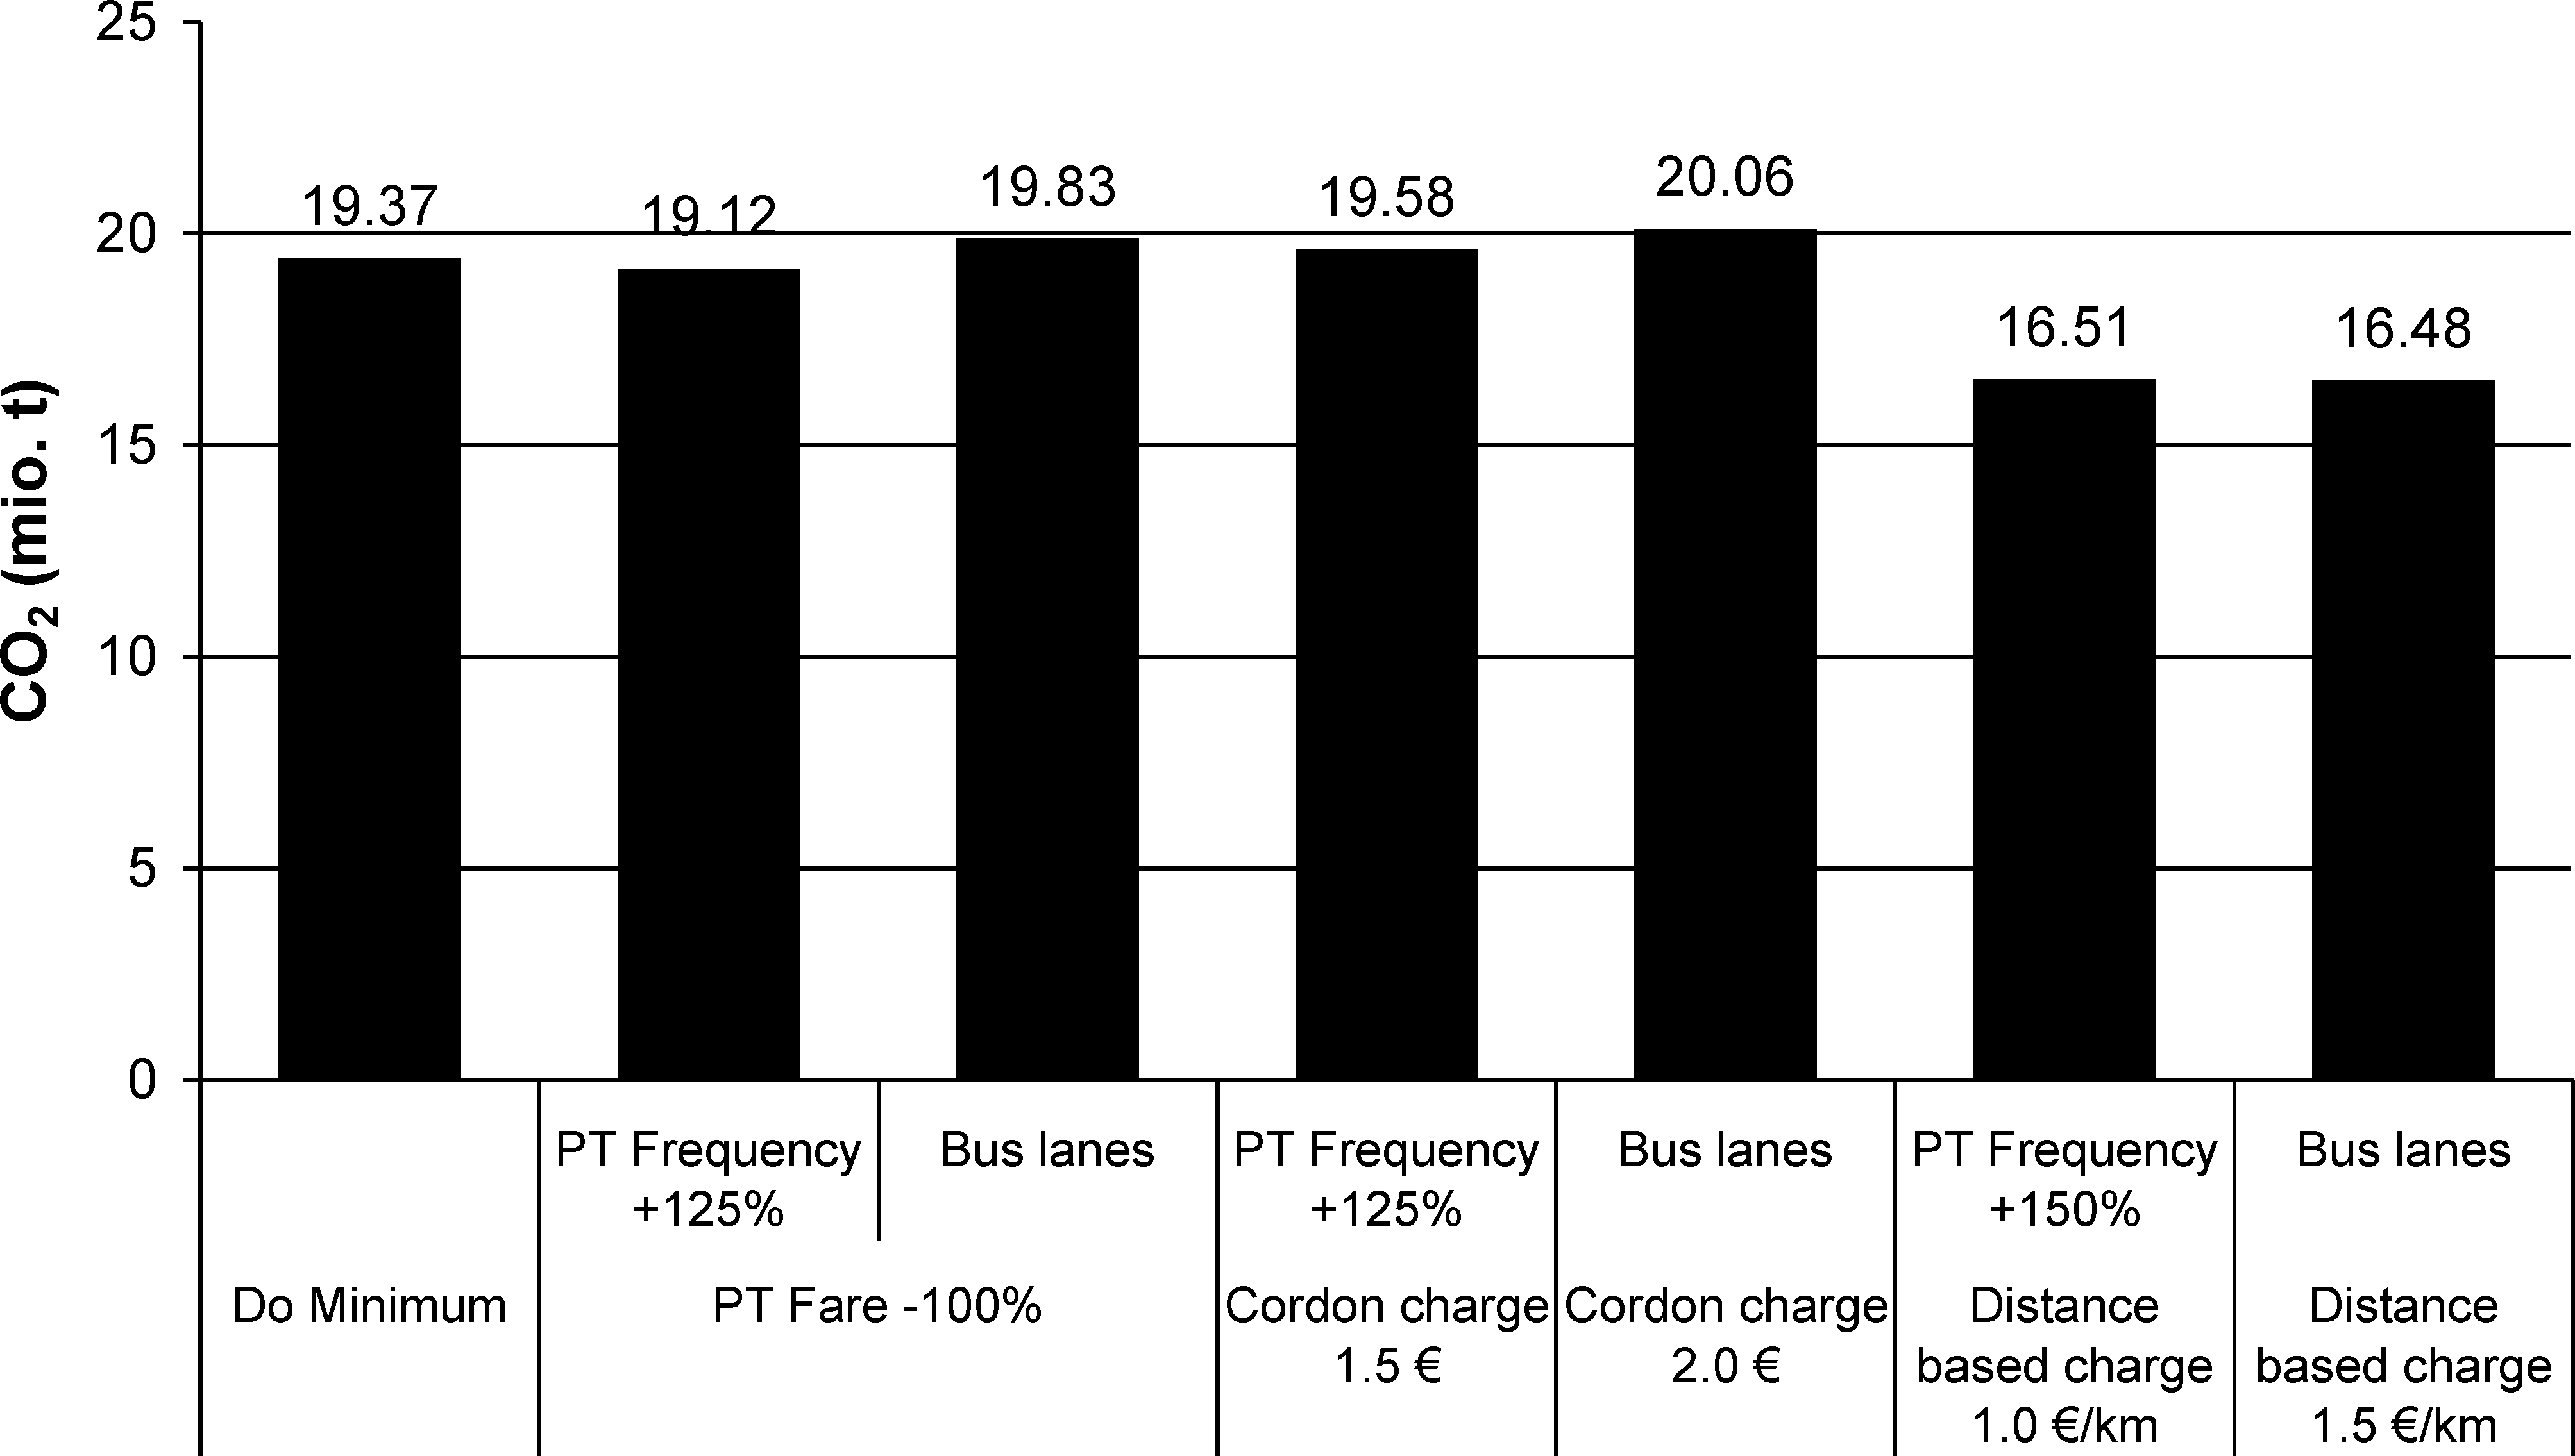 CO₂ (mio. t)
25
20
15
10
5
0
19.37
19.12
19.83
19.58
20.06
16.51
16.48
PT Frequency
+125%
Bus lanes
PT Frequency
+125%
Bus lanes
PT Frequency
+150%
Bus lanes
Do Minimum
PT Fare -100%
Cordon charge
1.5 €
Cordon charge
2.0 €
Distance
based charge
1.0 €/km
Distance
based charge
1.5 €/km